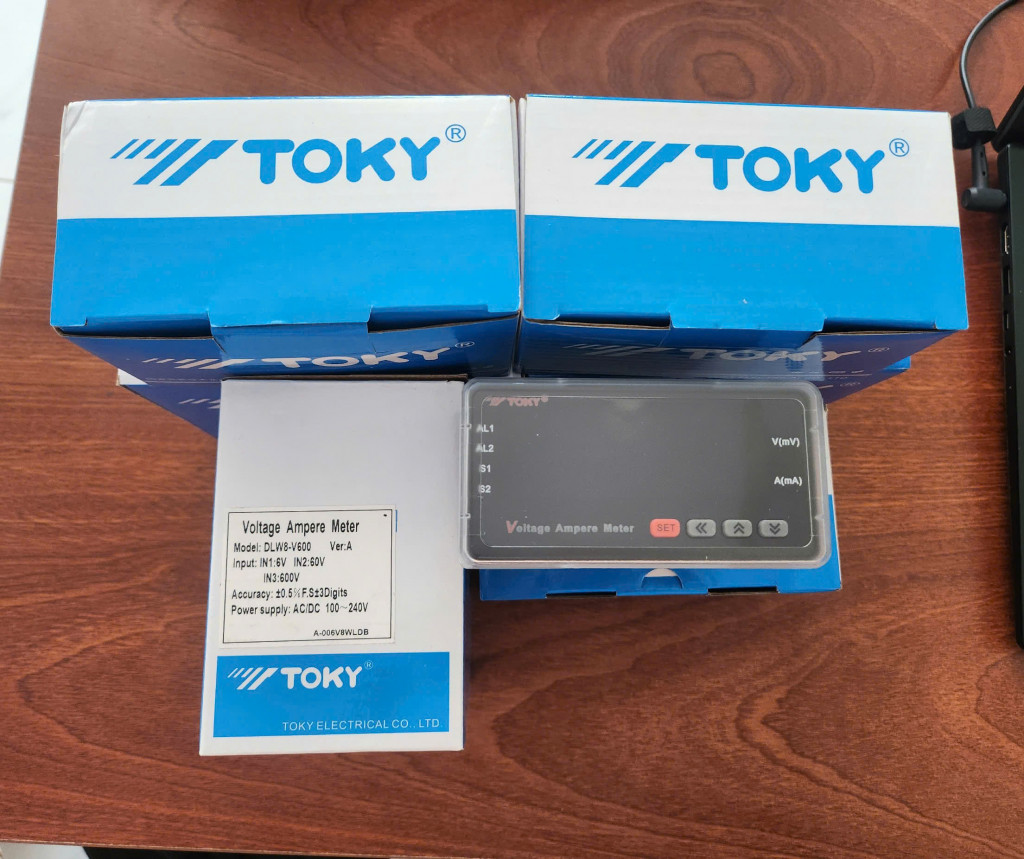 TOKY®
TOKY®
TOKY®
TOKY®
TOKY®
AL1
AL2
S1
S2
V(mV)
A(mA)
Voltage Ampere Meter
SET
Voltage Ampere Meter
Model: DLW8-V600 Ver:A
Input: IN1:6V IN2:60V
IN3:600V
Accuracy: ±0.5% F.S±3Digits
Power supply: AC/DC 100~240V
A-006V8WLDB
TOKY®
TOKY ELECTRICAL CO.,LTD.